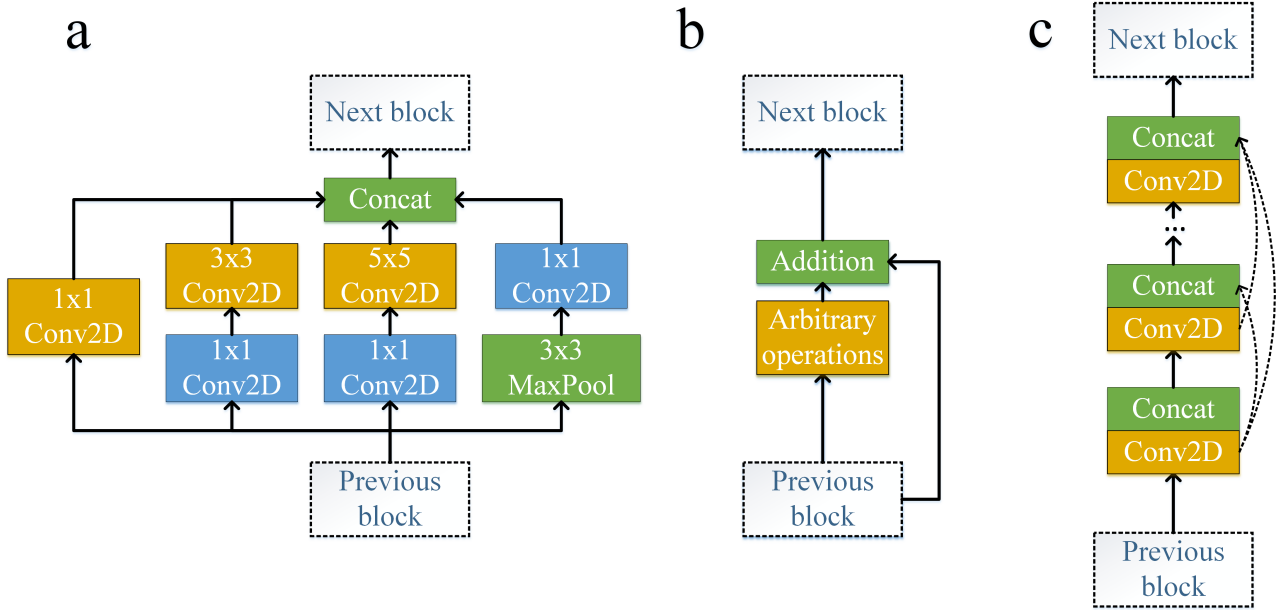 a
Next block
Concat
1x1
Conv2D
3x3
Conv2D
5x5
Conv2D
1x1
Conv2D
1x1
Conv2D
1x1
Conv2D
3x3
MaxPool
Previous
block
b
Next block
Addition
Arbitrary
operations
Previous
block
c
Next block
Concat
Conv2D
...
Concat
Conv2D
Concat
Conv2D
Previous
block